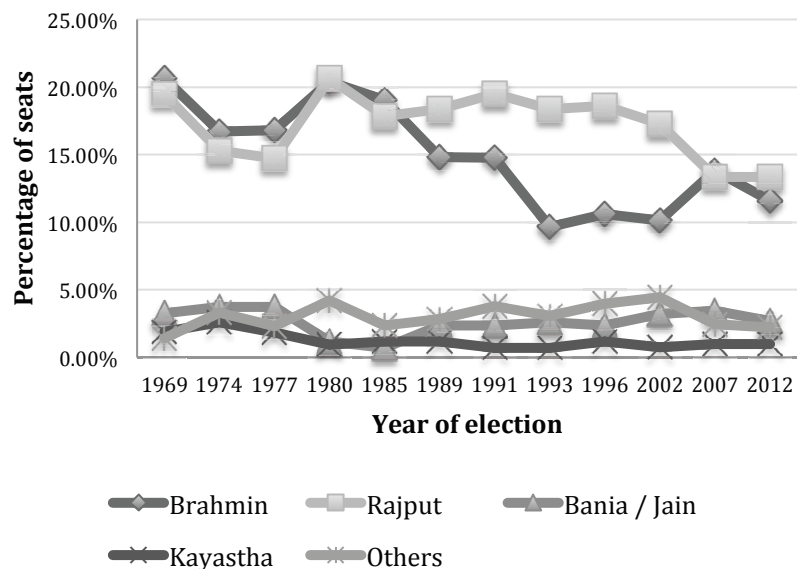 25.00%
20.00%
15.00%
10.00%
5.00%
0.00%
Percentage of seats
1969 1974 1977 1980 1985 1989 1991 1993 1996 2002 2007 2012
Year of election
Brahmin Rajput Bania / Jain
Kayastha Others